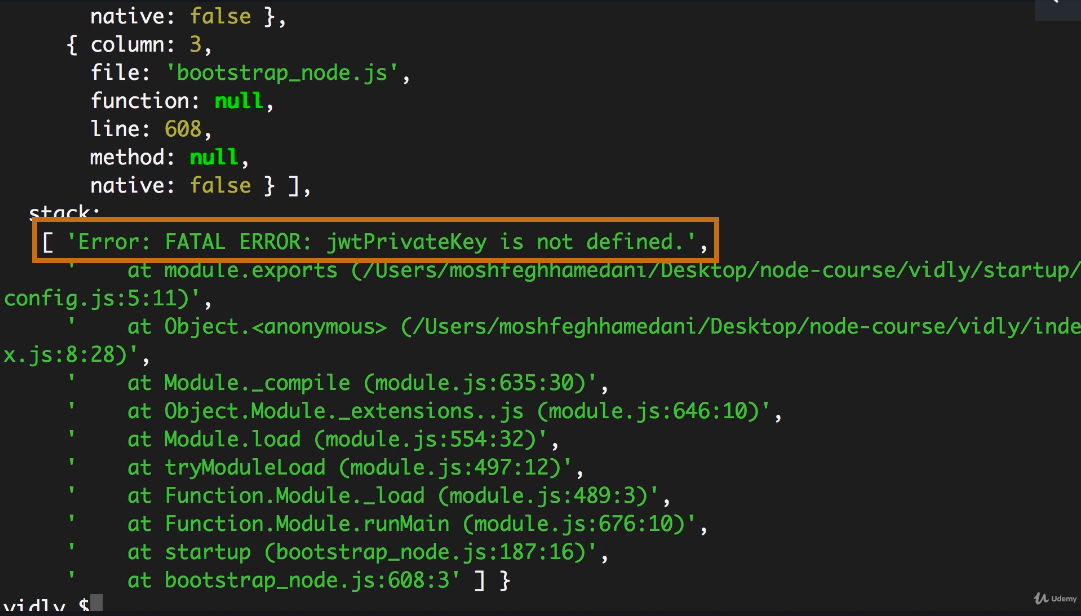 native: false },
{ column: 3,
file: 'bootstrap_node.js',
function: null,
line: 608,
method: null,
native: false } ],
stack:
[ 'Error: FATAL ERROR: jwtPrivateKey is not defined.',
'    at module.exports (/Users/moshfeghhamedani/Desktop/node-course/vidly/startup/
config.js:5:11)',
'    at Object.<anonymous> (/Users/moshfeghhamedani/Desktop/node-course/vidly/inde
x.js:8:28)',
'    at Module._compile (module.js:635:30)',
'    at Object.Module._extensions..js (module.js:646:10)',
'    at Module.load (module.js:554:32)',
'    at tryModuleLoad (module.js:497:12)',
'    at Function.Module._load (module.js:489:3)',
'    at Function.Module.runMain (module.js:676:10)',
'    at startup (bootstrap_node.js:187:16)',
'    at bootstrap_node.js:608:3' ] }
vidly $
Udemy